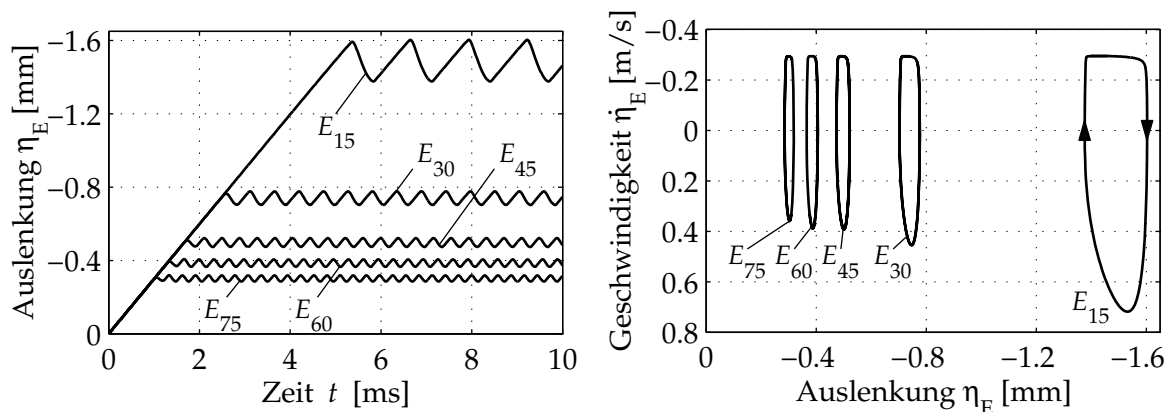 Auslenkung η_E [mm]
−1.6
−1.2
−0.8
−0.4
0
E_15
E_30
E_45
E_75
E_60
0 2 4 6 8 10
Zeit t [ms]
Geschwindigkeit η̇_E [m/s]
−0.4
−0.2
0
0.2
0.4
0.6
0.8
E_75 E_60 E_45 E_30
E_15
0 −0.4 −0.8 −1.2 −1.6
Auslenkung η_E [mm]